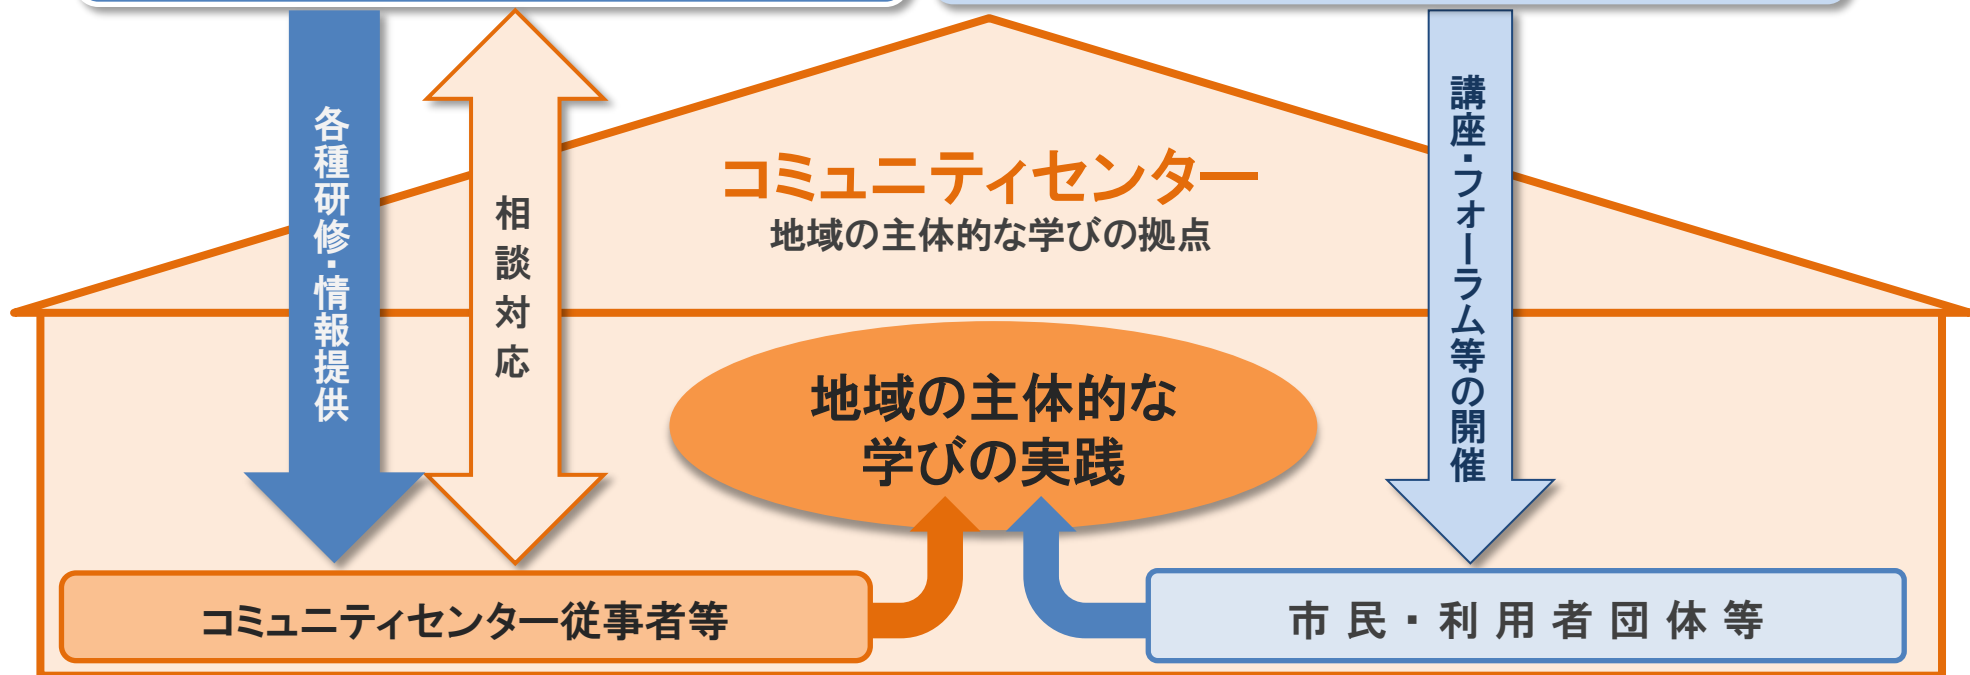 各種研修・情報提供
相談対応
講座・フォーラム等の開催
コミュニティセンター
地域の主体的な学びの拠点
地域の主体的な
学びの実践
コミュニティセンター従事者等
市民・利用者団体等